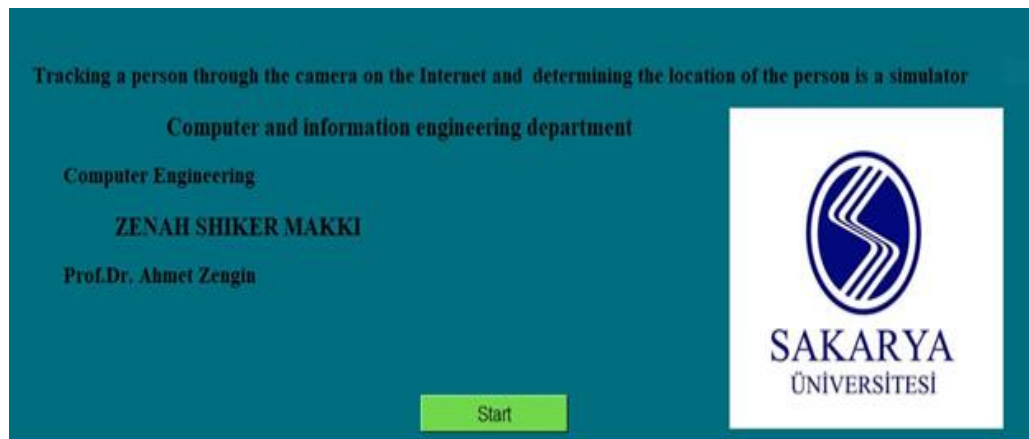 Tracking a person through the camera on the Internet and determining the location of the person is a simulator
Computer and information engineering department
Computer Engineering
ZENAH SHIKER MAKKI
Prof.Dr. Ahmet Zengin
SAKARYA
ÜNİVERSİTESİ
Start